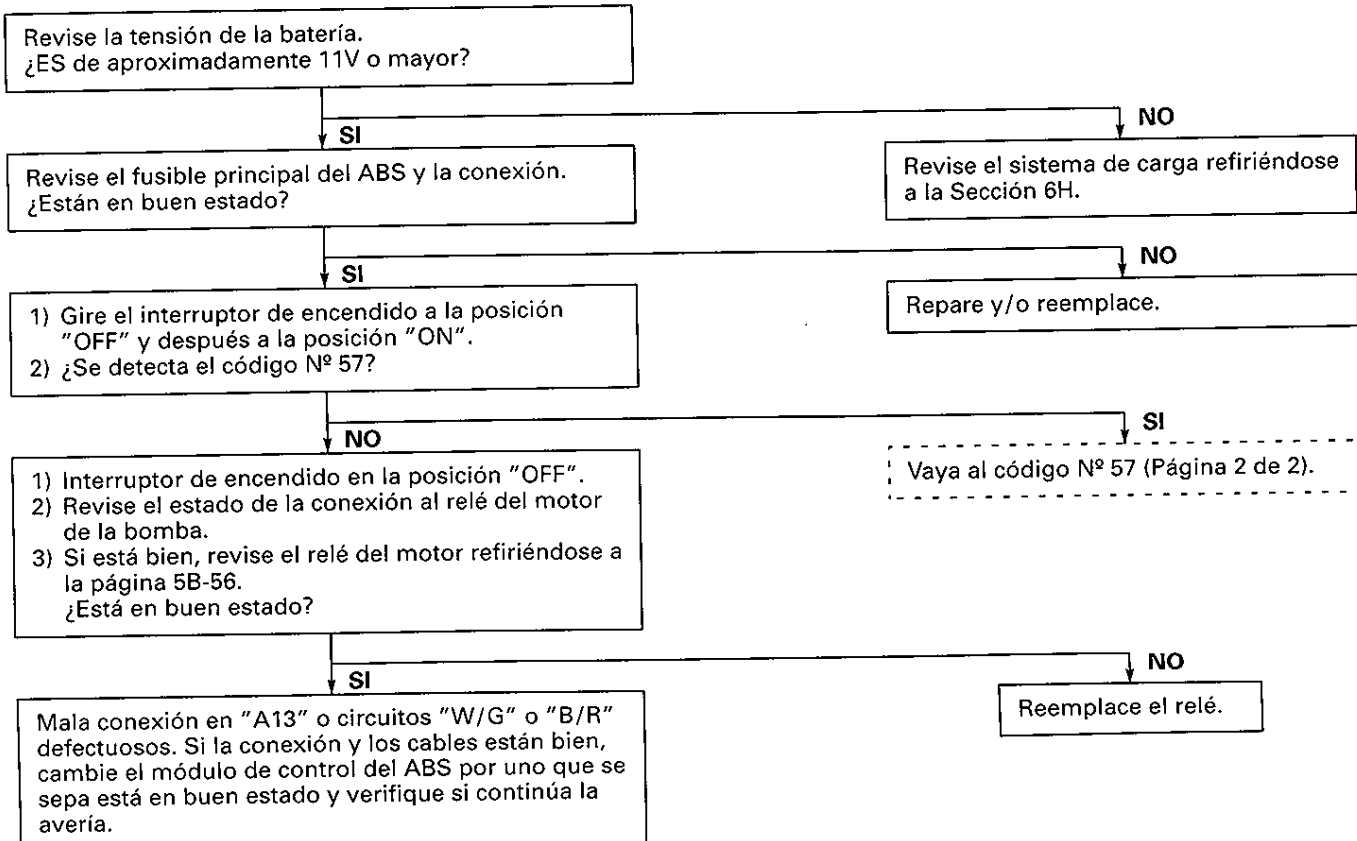 Revise la tensión de la batería.
¿ES de aproximadamente 11V o mayor?
SI
NO
Revise el fusible principal del ABS y la conexión.
¿Están en buen estado?
Revise el sistema de carga refiriéndose
a la Sección 6H.
SI
NO
1) Gire el interruptor de encendido a la posición
"OFF" y después a la posición "ON".
2) ¿Se detecta el código Nº 57?
Repare y/o reemplace.
NO
SI
1) Interruptor de encendido en la posición "OFF".
2) Revise el estado de la conexión al relé del motor
de la bomba.
3) Si está bien, revise el relé del motor refiriéndose a
la página 5B-56.
¿Está en buen estado?
Vaya al código Nº 57 (Página 2 de 2).
SI
NO
Mala conexión en "A13" o circuitos "W/G" o "B/R"
defectuosos. Si la conexión y los cables están bien,
cambie el módulo de control del ABS por uno que se
sepa está en buen estado y verifique si continúa la
avería.
Reemplace el relé.